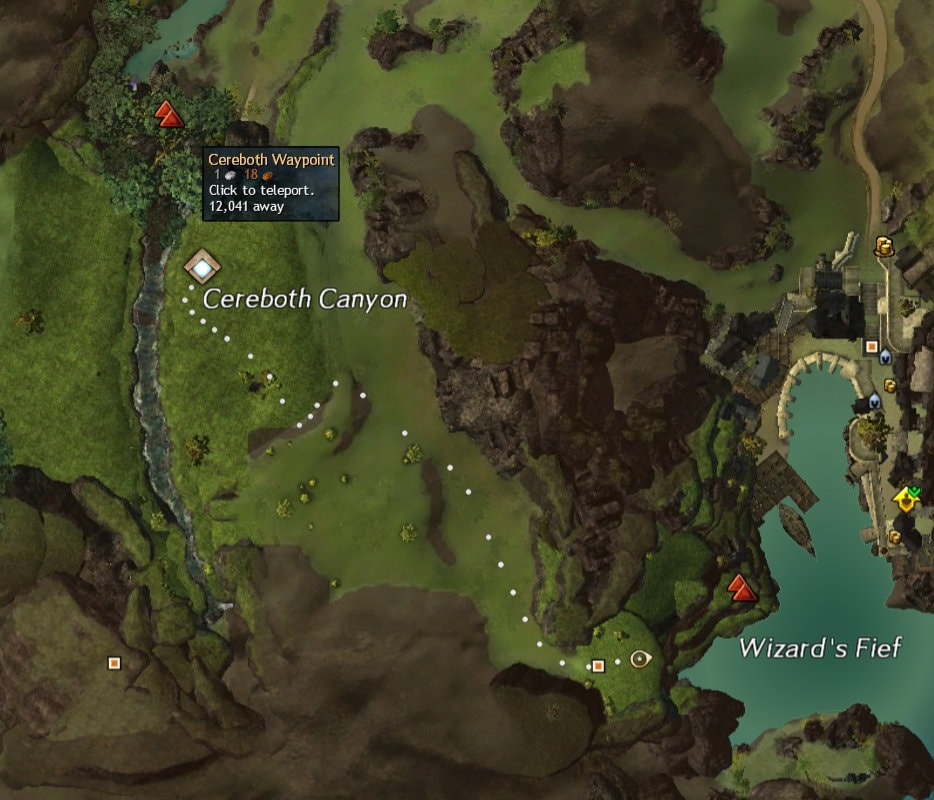 Cereboth Waypoint
1 18
Click to teleport.
12,041 away
Cereboth Canyon
Wizard's Fief